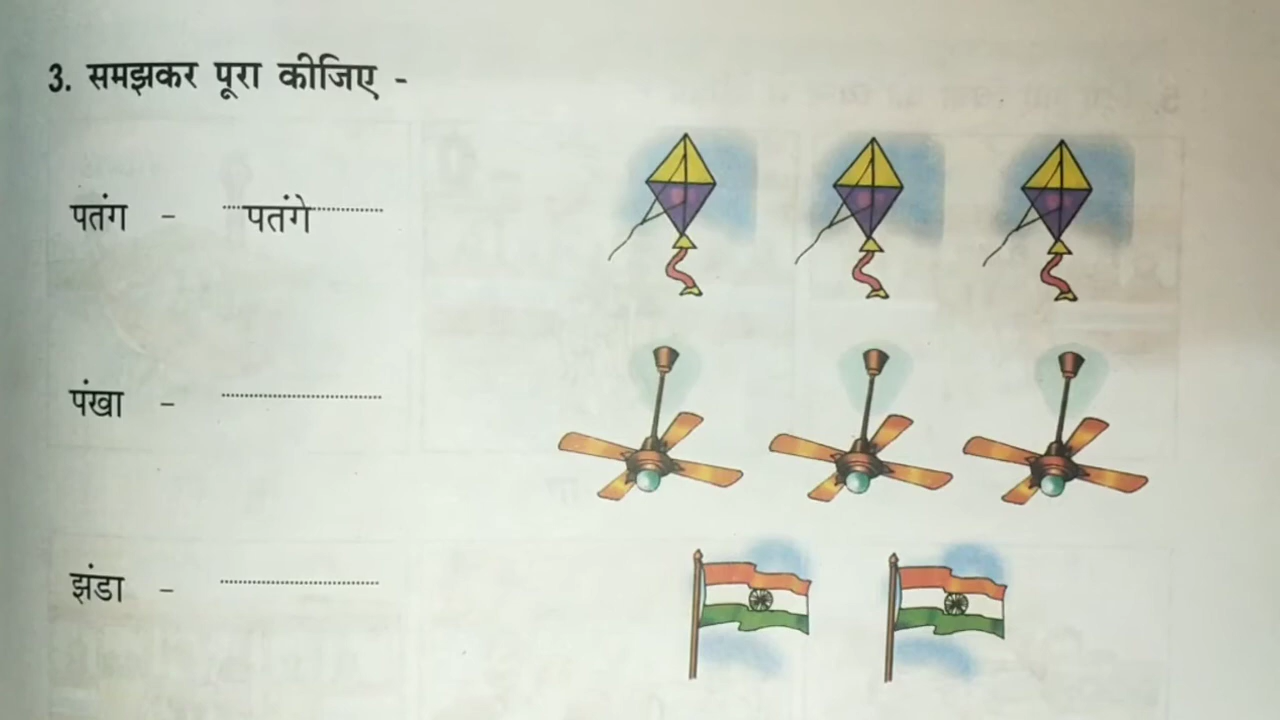 3. समझकर पूरा कीजिए -
पतंग - पतंगे
पंखा - ....................
झंडा - ....................